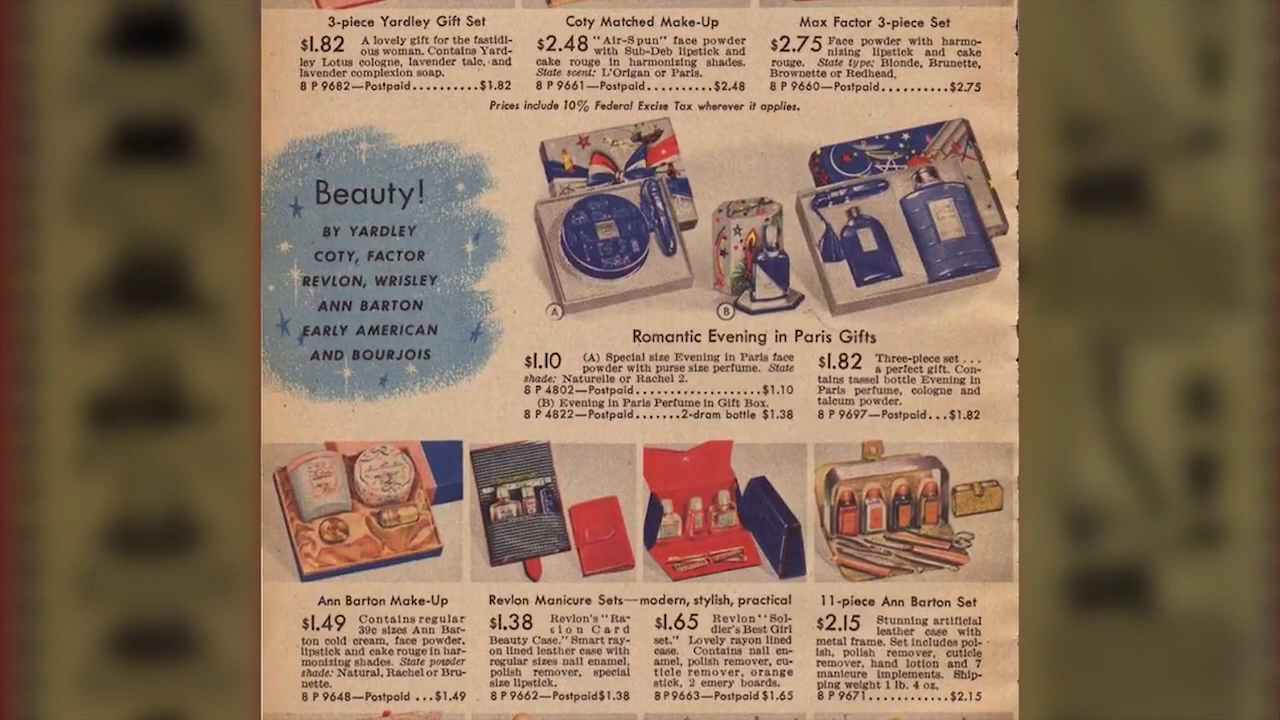 3-piece Yardley Gift Set
$1.82 A lovely gift for the fastidi-
ous woman. Contains Yard-
ley Lotus cologne, lavender talc, and
lavender complexion soap.
8 P 9682—Postpaid..........$1.82
Coty Matched Make-Up
$2.48 "Air-Spun" face powder
with Sub-Deb lipstick and
cake rouge in harmonizing shades.
State scent: L'Origan or Paris.
8 P 9661—Postpaid..........$2.48
Max Factor 3-piece Set
$2.75 Face powder with harmo-
nizing lipstick and cake
rouge. State type: Blonde, Brunette,
Brownette or Redhead.
8 P 9660—Postpaid..........$2.75
Prices include 10% Federal Excise Tax wherever it applies.
Beauty!
BY YARDLEY
COTY, FACTOR
REVLON, WRISLEY
ANN BARTON
EARLY AMERICAN
AND BOURJOIS
A
B
Romantic Evening in Paris Gifts
$1.10 (A) Special size Evening in Paris face
powder with purse size perfume. State
shade: Naturelle or Rachel 2.
8 P 4802—Postpaid...................$1.10
(B) Evening in Paris Perfume in Gift Box.
8 P 4822—Postpaid.......2-dram bottle $1.38
$1.82 Three-piece set...
a perfect gift. Con-
tains tassel bottle Evening in
Paris perfume, cologne and
talcum powder.
8 P 9697—Postpaid...$1.82
Ann Barton Make-Up
$1.49 Contains regular
39c sizes Ann Bar-
ton cold cream, face powder,
lipstick and cake rouge in har-
monizing shades. State powder
shade: Natural, Rachel or Bru-
nette.
8 P 9648—Postpaid ...$1.49
Revlon Manicure Sets—modern, stylish, practical
$1.38 Revlon's "Ra-
tion Card
Beauty Case." Smart ray-
on lined leather case with
regular sizes nail enamel,
polish remover, special
size lipstick.
8 P 9662—Postpaid $1.38
$1.65 Revlon "Sol-
dier's Best Girl
set." Lovely rayon lined
case. Contains nail en-
amel, polish remover, cu-
ticle remover, orange
stick, 2 emery boards.
8 P 9663—Postpaid $1.65
11-piece Ann Barton Set
$2.15 Stunning artificial
leather case with
metal frame. Set includes pol-
ish, polish remover, cuticle
remover, hand lotion and 7
manicure implements. Ship-
ping weight 1 lb. 4 oz.
8 P 9671............$2.15